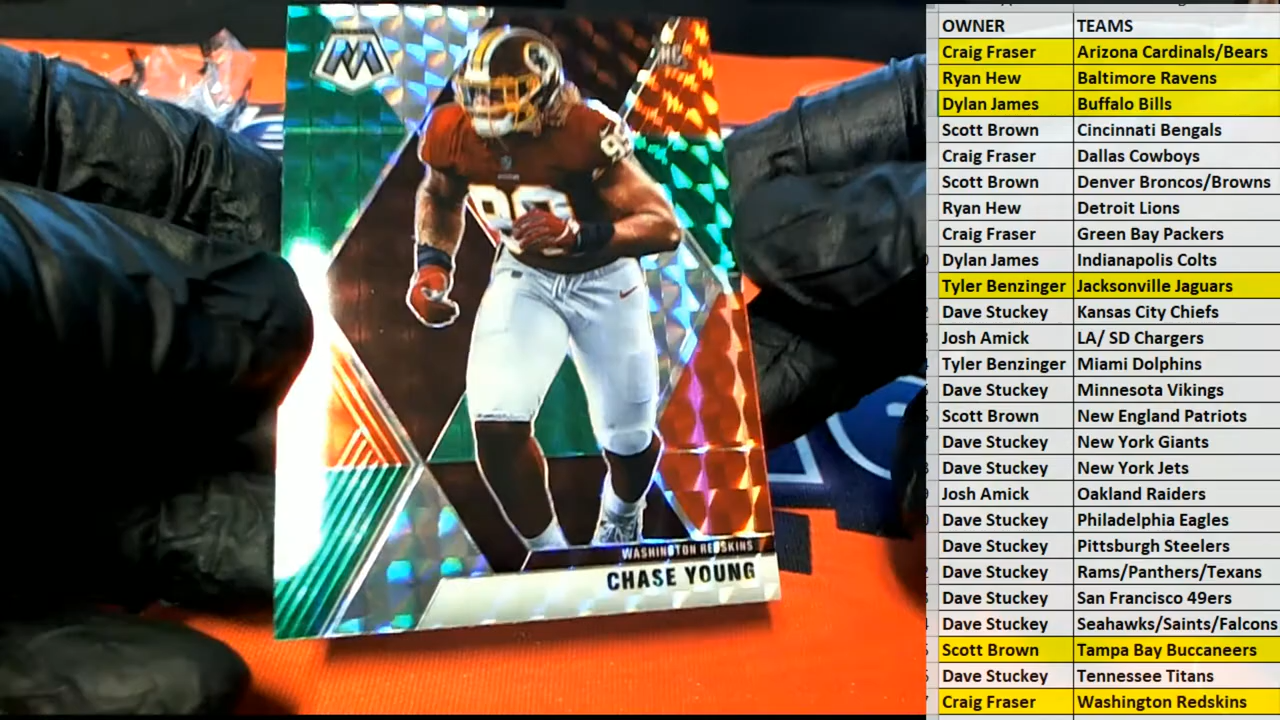 RC
99
WASHINGTON REDSKINS
CHASE YOUNG
OWNER TEAMS
Craig Fraser Arizona Cardinals/Bears
Ryan Hew Baltimore Ravens
Dylan James Buffalo Bills
Scott Brown Cincinnati Bengals
Craig Fraser Dallas Cowboys
Scott Brown Denver Broncos/Browns
Ryan Hew Detroit Lions
Craig Fraser Green Bay Packers
Dylan James Indianapolis Colts
Tyler Benzinger Jacksonville Jaguars
Dave Stuckey Kansas City Chiefs
Josh Amick LA/ SD Chargers
Tyler Benzinger Miami Dolphins
Dave Stuckey Minnesota Vikings
Scott Brown New England Patriots
Dave Stuckey New York Giants
Dave Stuckey New York Jets
Josh Amick Oakland Raiders
Dave Stuckey Philadelphia Eagles
Dave Stuckey Pittsburgh Steelers
Dave Stuckey Rams/Panthers/Texans
Dave Stuckey San Francisco 49ers
Dave Stuckey Seahawks/Saints/Falcons
Scott Brown Tampa Bay Buccaneers
Dave Stuckey Tennessee Titans
Craig Fraser Washington Redskins